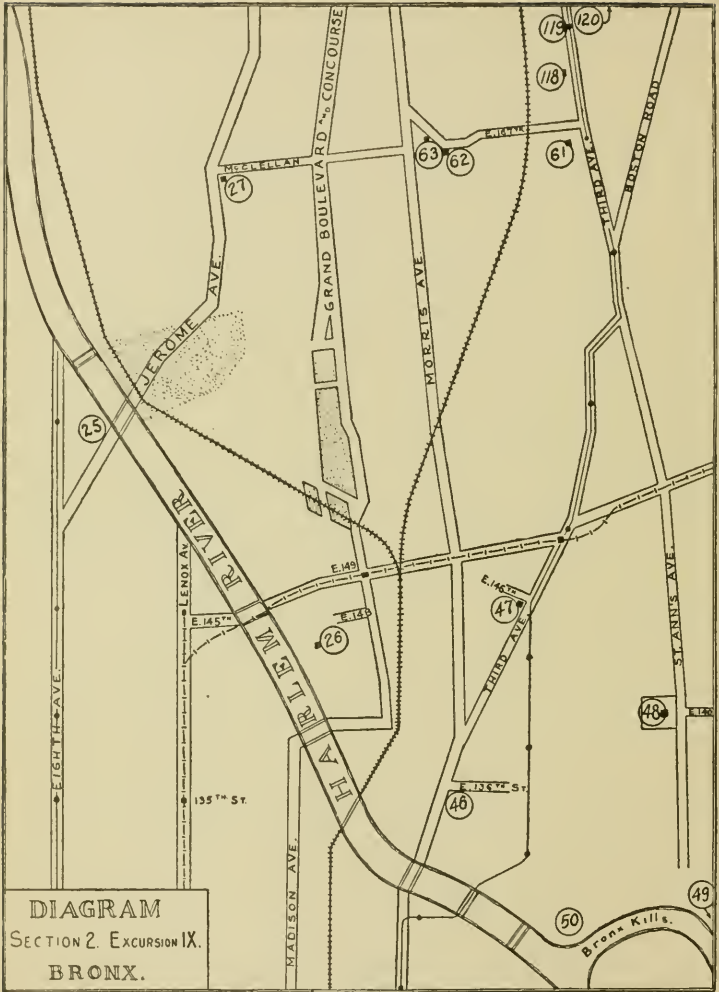 119
120
118
GRAND BOULEVARD AND CONCOURSE
BOSTON ROAD
THIRD AVE.
E. 167TH
63
62
61
McCLELLAN
27
JEROME AVE.
MORRIS AVE.
25
HARLEM RIVER
LENOX AV.
E. 149
E. 145TH
E. 148
26
E. 146TH
47
THIRD AVE.
ST. ANN'S AVE.
48
E. 140
EIGHTH AVE.
135TH ST.
E. 136TH ST.
46
MADISON AVE.
49
50
Bronx Kills.
DIAGRAM
SECTION 2. EXCURSION IX.
BRONX.